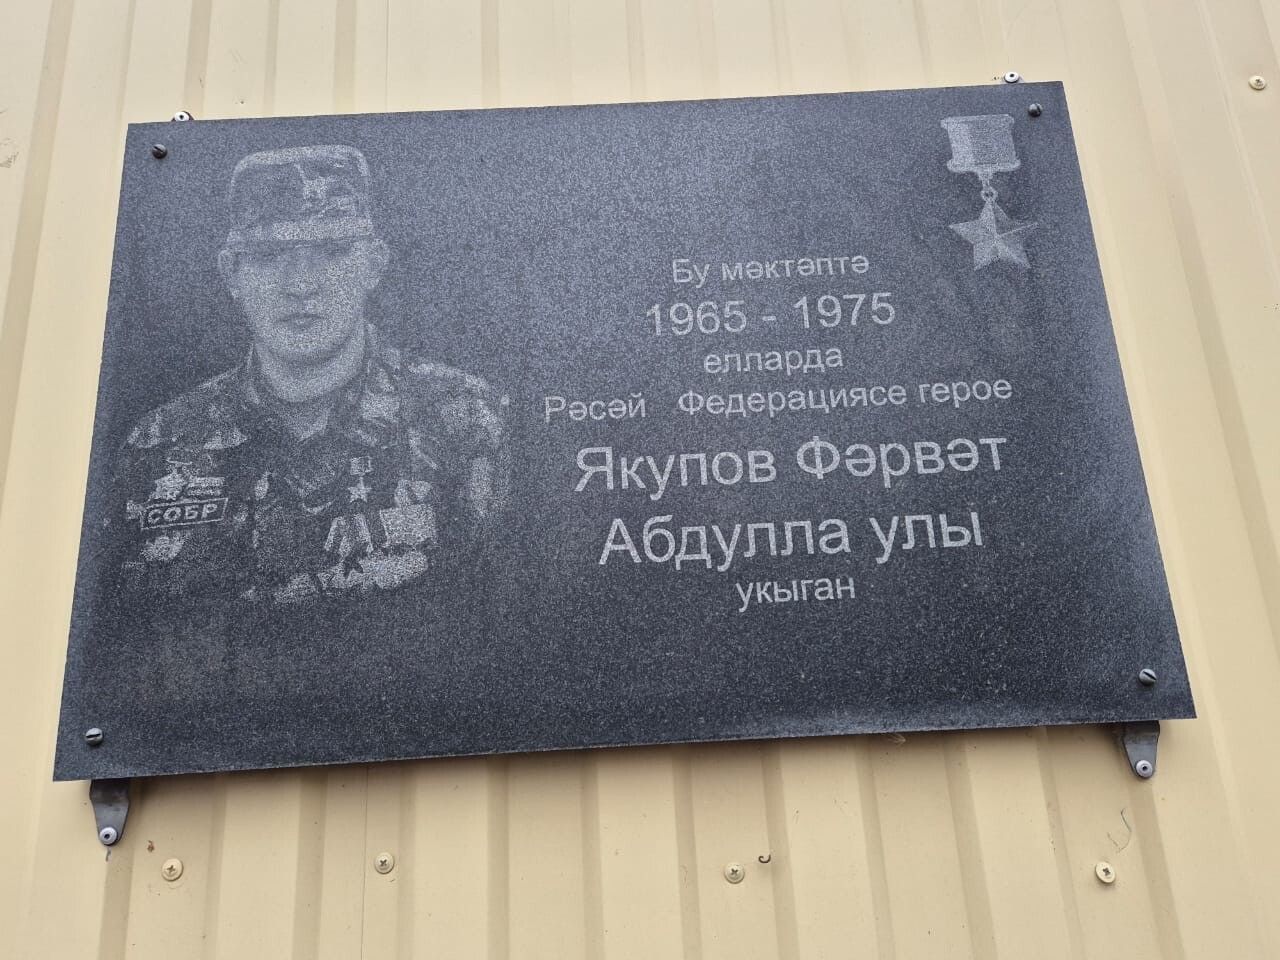 Бу мәктәптә
1965 - 1975
елларда
Рәсәй Федерациясе герое
Якупов Фәрвәт
Абдулла улы
укыган
СОБР